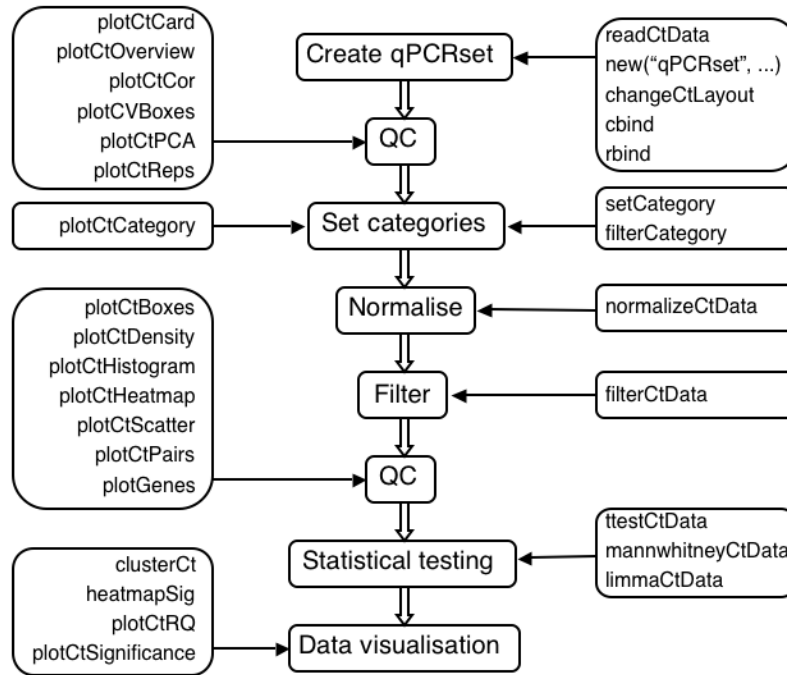 plotCtCard
plotCtOverview
plotCtCor
plotCVBoxes
plotCtPCA
plotCtReps
Create qPCRset
readCtData
new(“qPCRset”, ...)
changeCtLayout
cbind
rbind
QC
plotCtCategory
Set categories
setCategory
filterCategory
Normalise
normalizeCtData
plotCtBoxes
plotCtDensity
plotCtHistogram
plotCtHeatmap
plotCtScatter
plotCtPairs
plotGenes
Filter
filterCtData
QC
Statistical testing
ttestCtData
mannwhitneyCtData
limmaCtData
clusterCt
heatmapSig
plotCtRQ
plotCtSignificance
Data visualisation